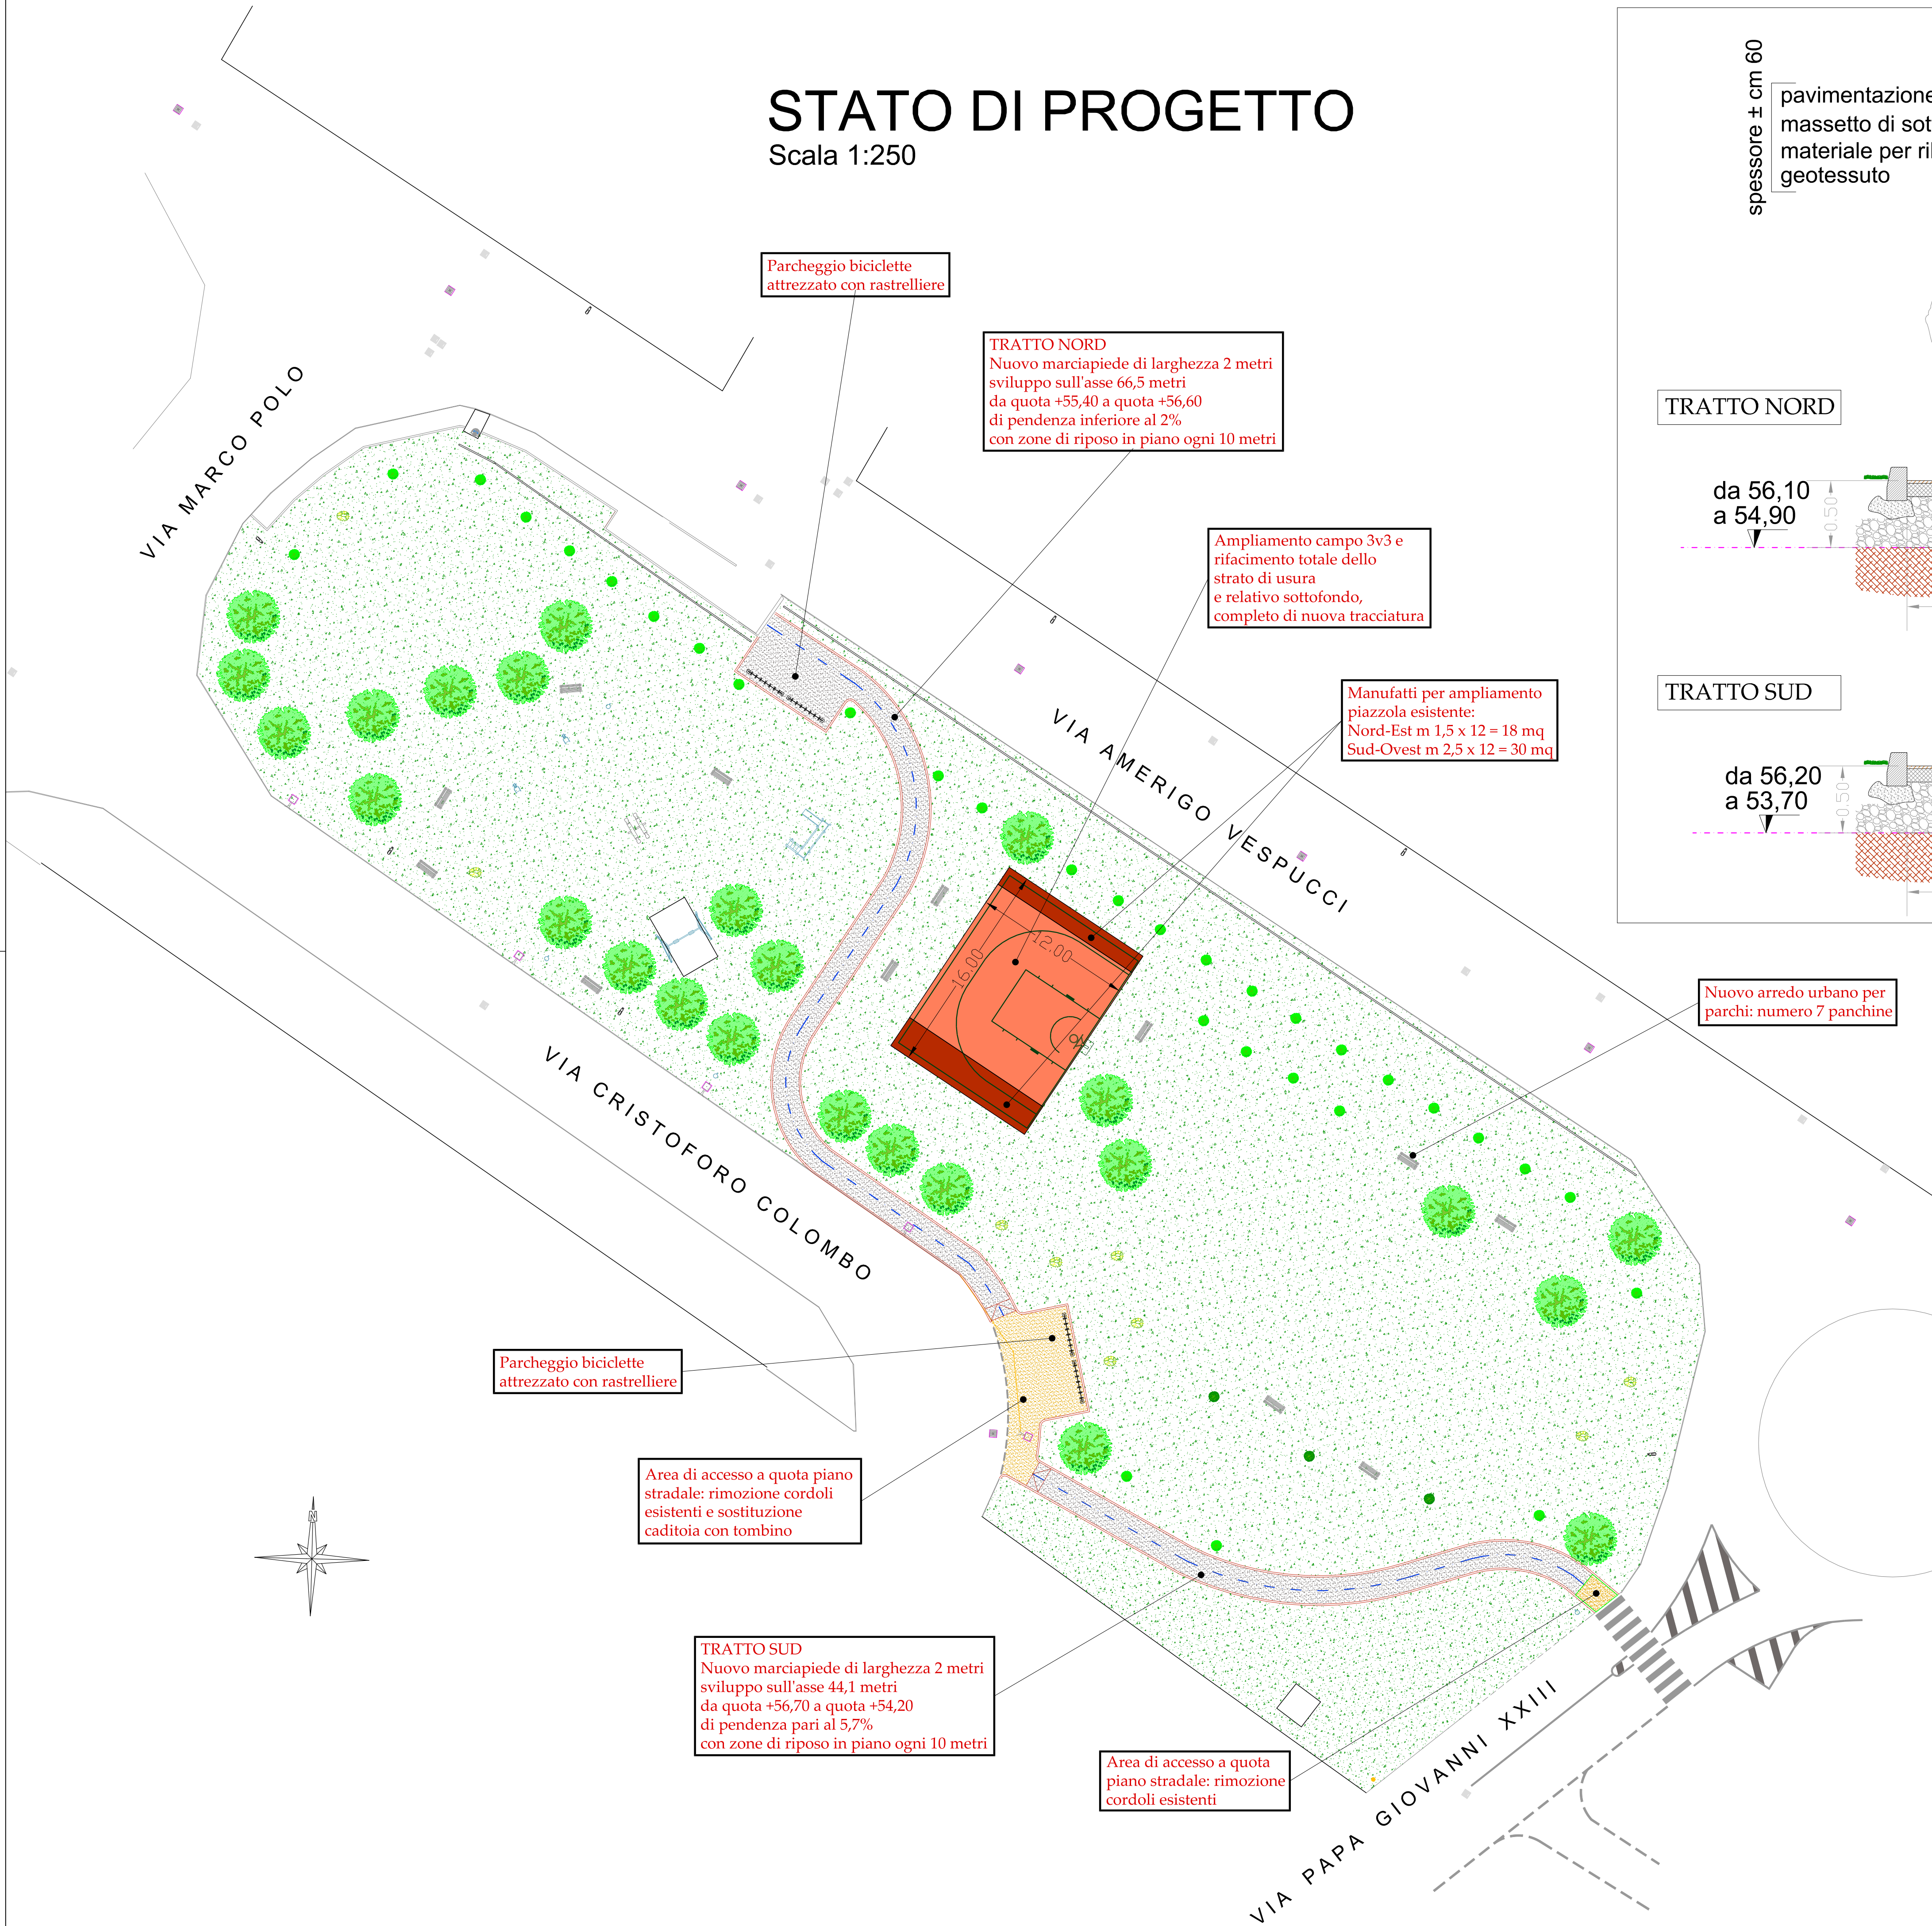 STATO DI PROGETTO
Scala 1:250
spessore ± cm 60
pavimentazione
massetto di sot
materiale per ri
geotessuto
Parcheggio biciclette
attrezzato con rastrelliere
TRATTO NORD
Nuovo marciapiede di larghezza 2 metri
sviluppo sull'asse 66,5 metri
da quota +55,40 a quota +56,60
di pendenza inferiore al 2%
con zone di riposo in piano ogni 10 metri
TRATTO NORD
da 56,10
a 54,90
0.50
VIA MARCO POLO
Ampliamento campo 3v3 e
rifacimento totale dello
strato di usura
e relativo sottofondo,
completo di nuova tracciatura
Manufatti per ampliamento
piazzola esistente:
Nord-Est m 1,5 x 12 = 18 mq
Sud-Ovest m 2,5 x 12 = 30 mq
TRATTO SUD
da 56,20
a 53,70
0.50
VIA AMERIGO VESPUCCI
12.00
16.00
Nuovo arredo urbano per
parchi: numero 7 panchine
VIA CRISTOFORO COLOMBO
Parcheggio biciclette
attrezzato con rastrelliere
Area di accesso a quota piano
stradale: rimozione cordoli
esistenti e sostituzione
caditoia con tombino
N
TRATTO SUD
Nuovo marciapiede di larghezza 2 metri
sviluppo sull'asse 44,1 metri
da quota +56,70 a quota +54,20
di pendenza pari al 5,7%
con zone di riposo in piano ogni 10 metri
Area di accesso a quota
piano stradale: rimozione
cordoli esistenti
VIA PAPA GIOVANNI XXIII